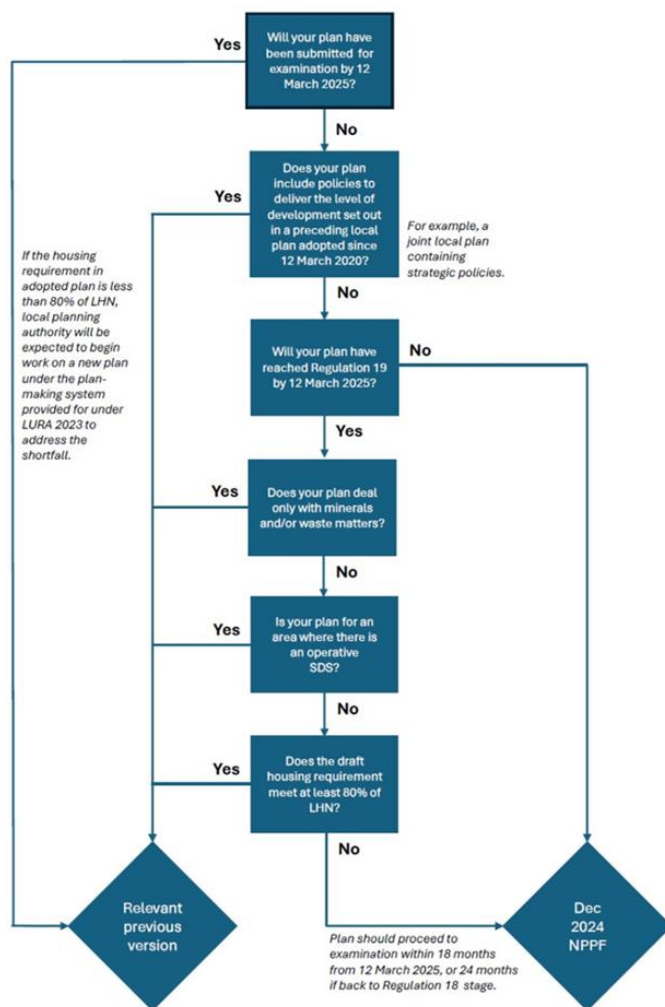 Yes
Will your plan have
been submitted for
examination by 12
March 2025?
No
Yes
Does your plan
include policies to
deliver the level of
development set out
in a preceding local
plan adopted since
12 March 2020?
For example, a
joint local plan
containing
strategic policies.
If the housing
requirement in
adopted plan is less
than 80% of LHN,
local planning
authority will be
expected to begin
work on a new plan
under the plan-
making system
provided for under
LURA 2023 to
address the
shortfall.
No
Will your plan have
reached Regulation 19
by 12 March 2025?
No
Yes
Yes
Does your plan deal
only with minerals
and/or waste matters?
No
Yes
Is your plan for an
area where there is
an operative
SDS?
No
Yes
Does the draft
housing requirement
meet at least 80% of
LHN?
No
Relevant
previous
version
Dec
2024
NPPF
Plan should proceed to
examination within 18 months
from 12 March 2025, or 24 months
if back to Regulation 18 stage.